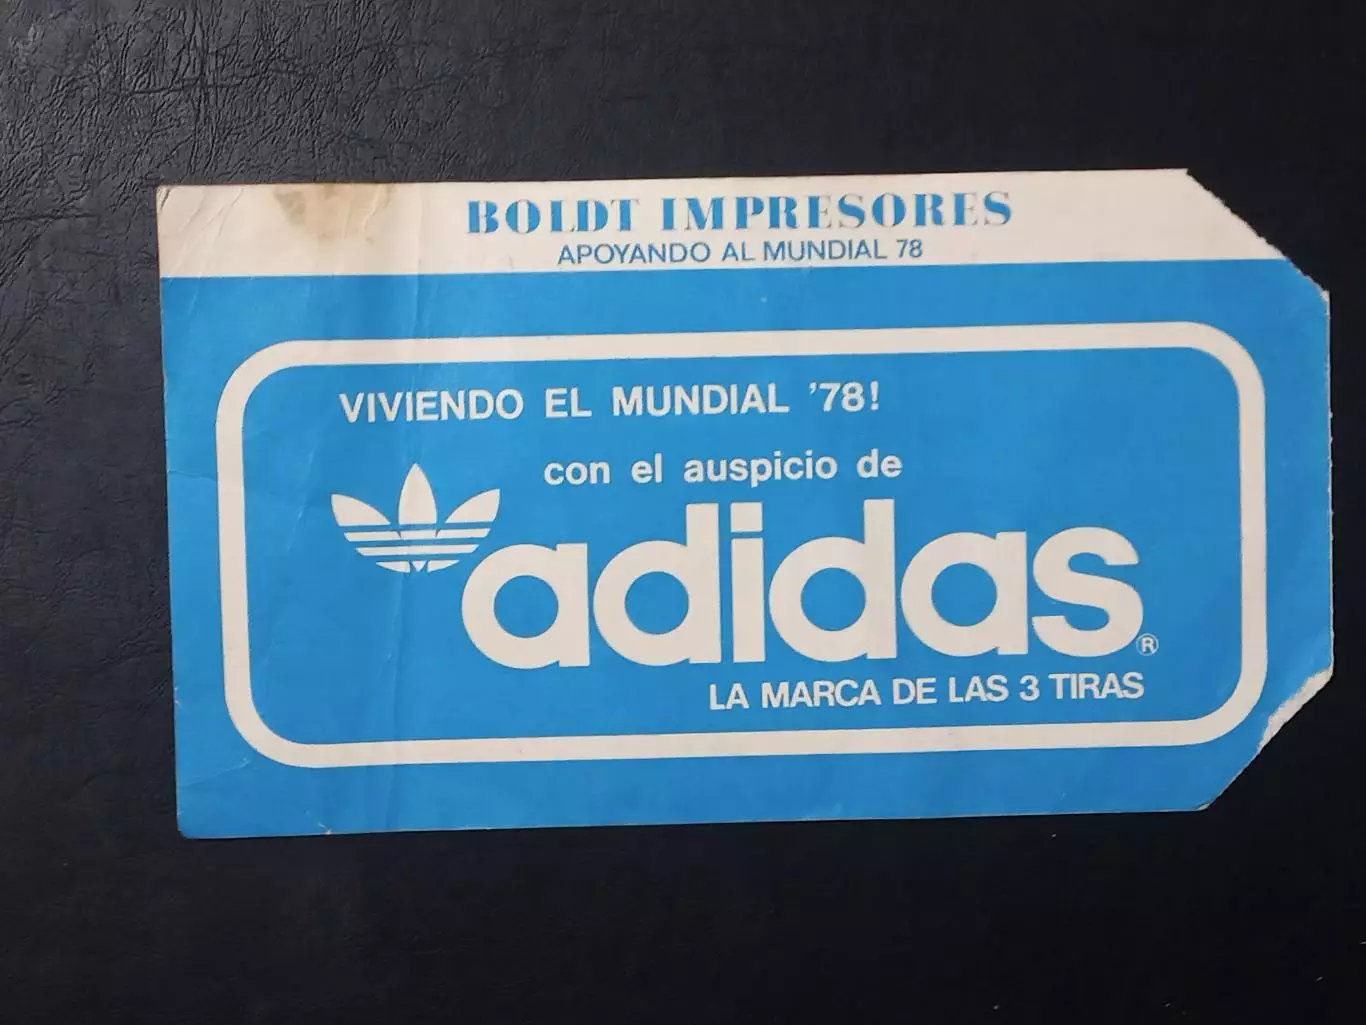 BOLDT IMPRESORES
APOYANDO AL MUNDIAL 78
VIVIENDO EL MUNDIAL '78!
con el auspicio de
adidas®
LA MARCA DE LAS 3 TIRAS